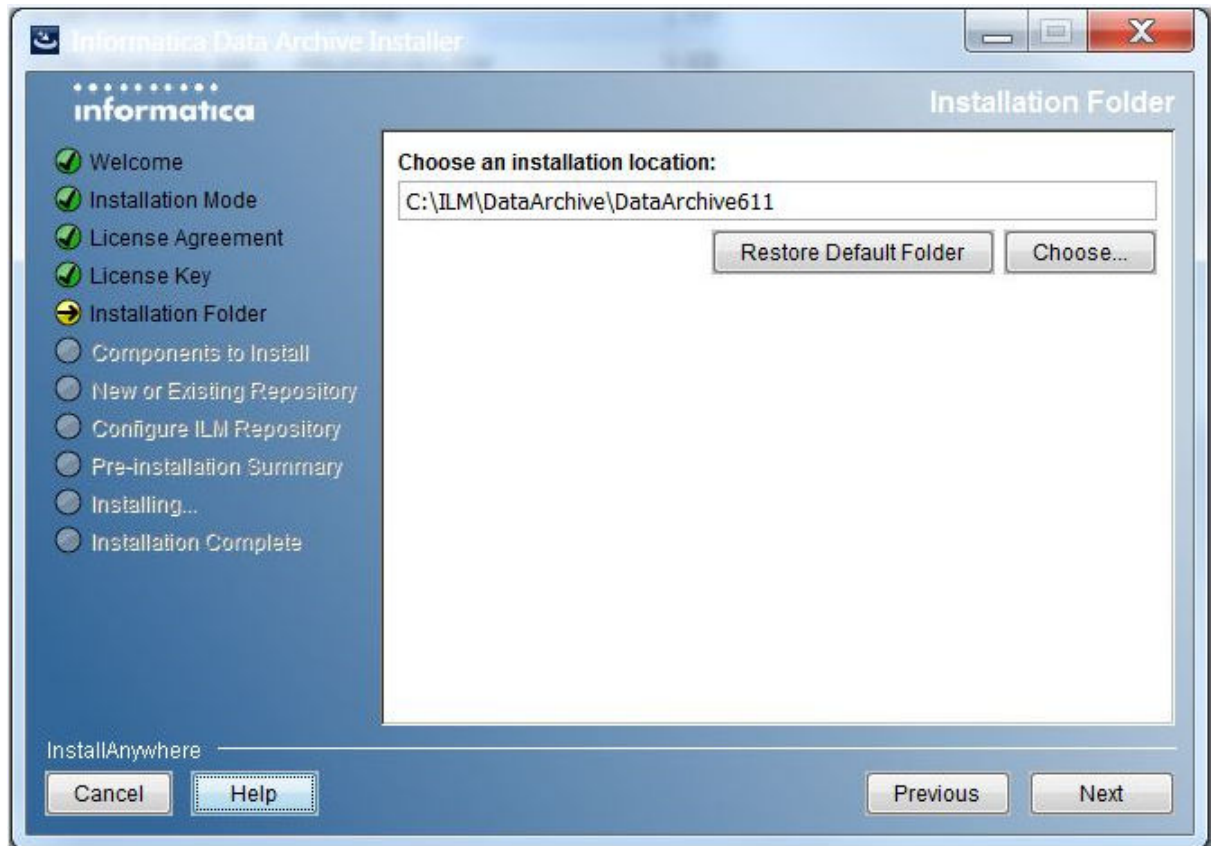 Informatica Data Archive Installer
informatica
Installation Folder
Welcome
Installation Mode
License Agreement
License Key
Installation Folder
Components to Install
New or Existing Repository
Configure ILM Repository
Pre-installation Summary
Installing...
Installation Complete
Choose an installation location:
C:\ILM\DataArchive\DataArchive611
Restore Default Folder
Choose...
InstallAnywhere
Cancel
Help
Previous
Next